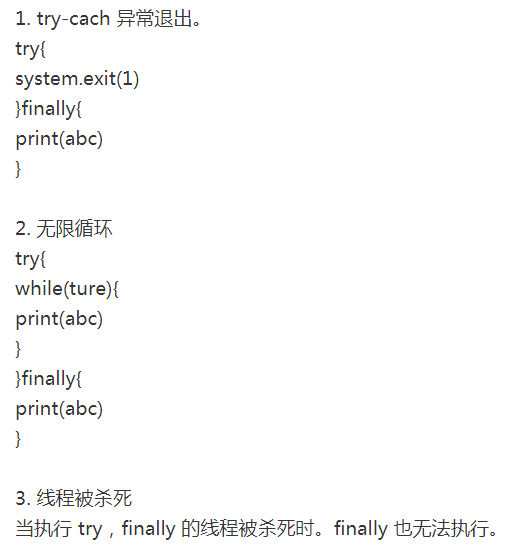 1. try-cach 异常退出。
try{
system.exit(1)
}finally{
print(abc)
}
2. 无限循环
try{
while(ture){
print(abc)
}
}finally{
print(abc)
}
3. 线程被杀死
当执行 try，finally 的线程被杀死时。finally 也无法执行。